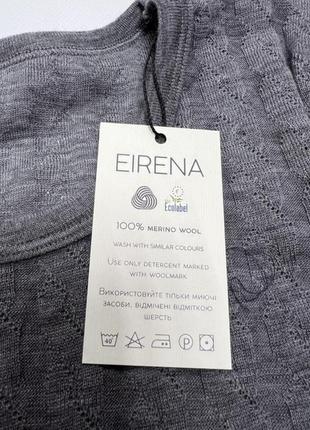 EIRENA
Ecolabel
100% MERINO WOOL
WASH WITH SIMILAR COLOURS
USE ONLY DETERGENT MARKED
WITH WOOLMARK
ВИКОРИСТОВУЙТЕ ТІЛЬКИ МИЮЧІ
ЗАСОБИ, ВІДМІЧЕНІ ВІДМІТКОЮ
ШЕРСТЬ
40° P